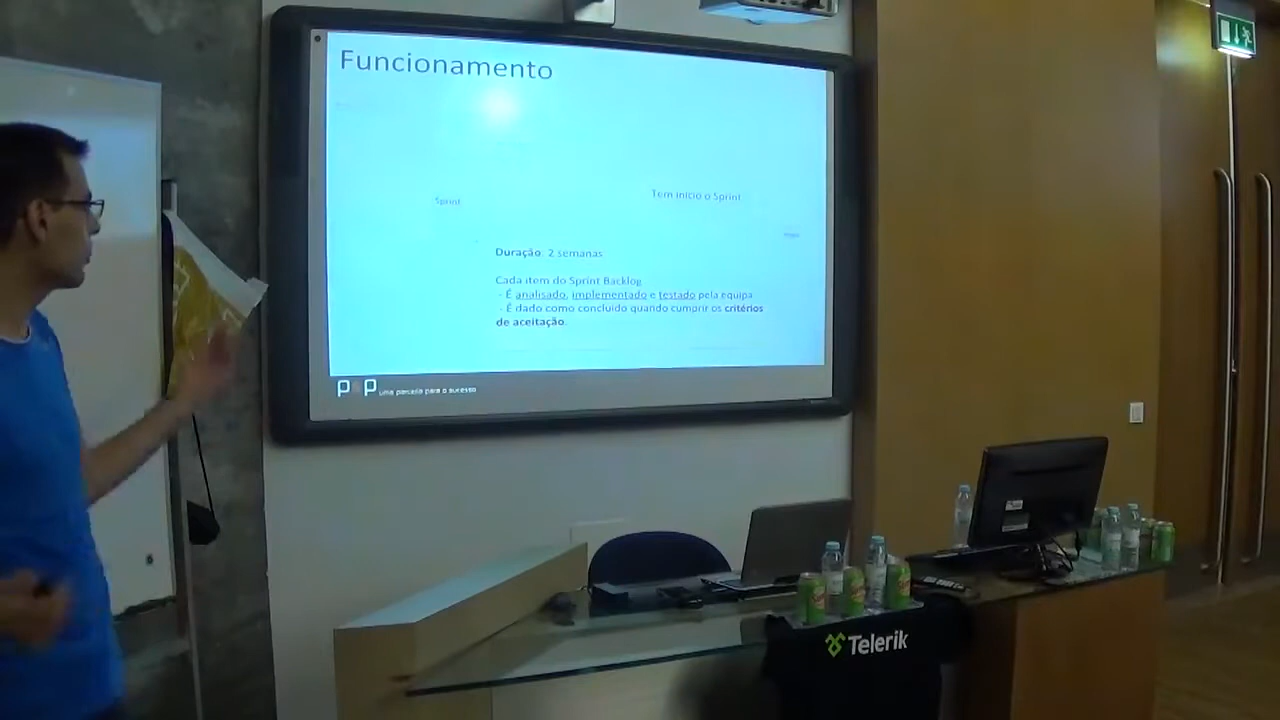 Funcionamento
Sprint
Tem início o Sprint
Duração: 2 semanas
Cada item do Sprint Backlog
- É analisado, implementado e testado pela equipa
- É dado como concluido quando cumprir os critérios
de aceitação.
uma parceria para o sucesso
Telerik